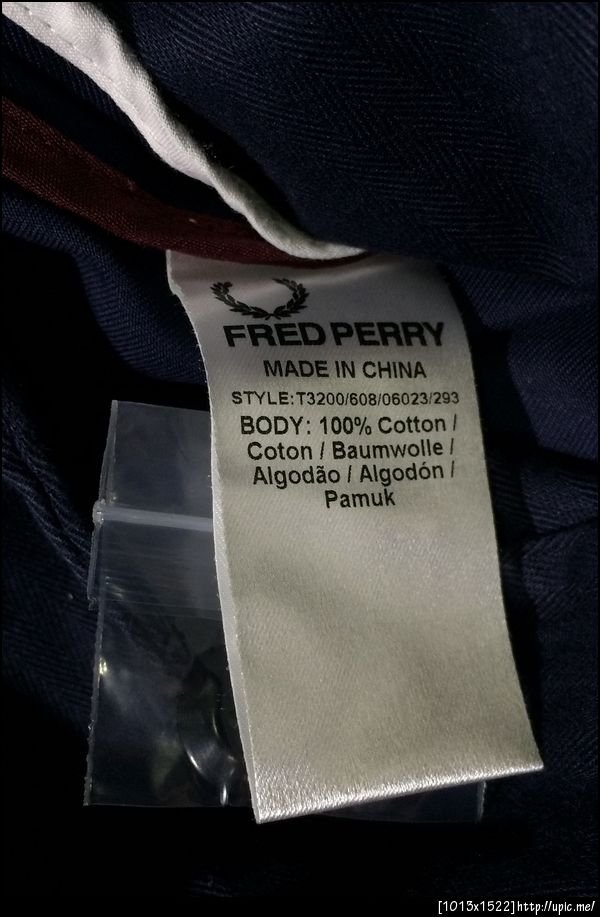 FRED PERRY
MADE IN CHINA
STYLE:T3200/608/06023/293
BODY: 100% Cotton /
Coton / Baumwolle /
Algodão / Algodón /
Pamuk
[1013x1522]http://upic.me/